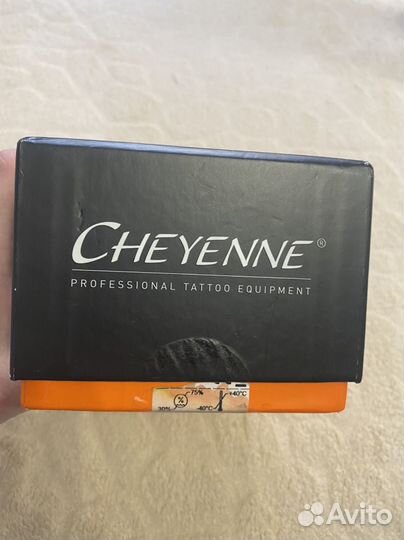 CHEYENNE®
PROFESSIONAL TATTOO EQUIPMENT
75% +40°C
%
30% -40°C
Avito